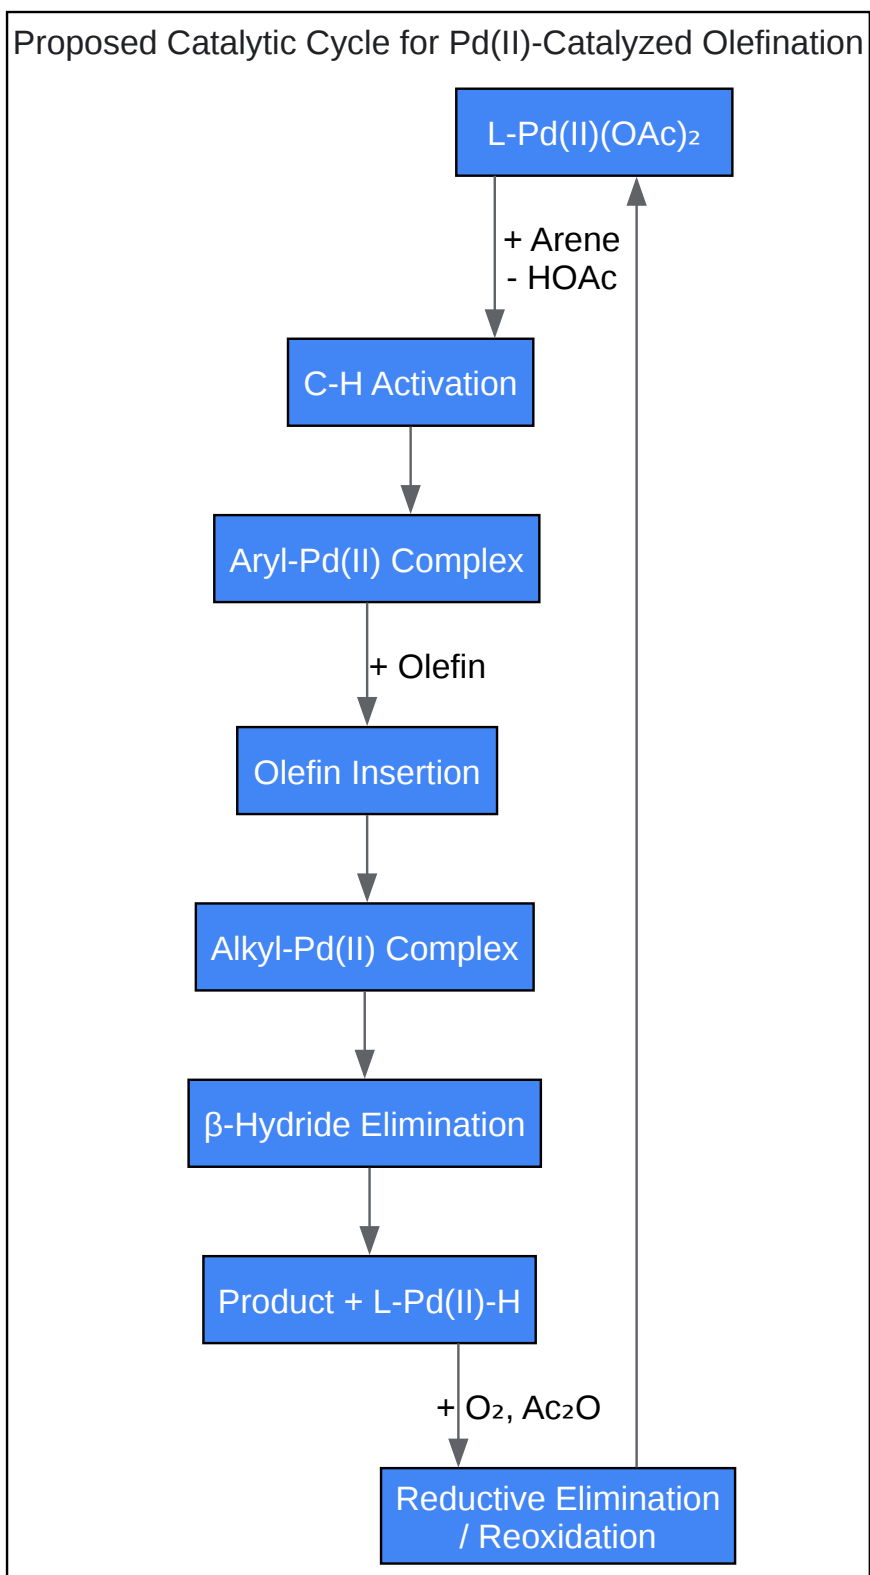 Proposed Catalytic Cycle for Pd(II)-Catalyzed Olefination
L-Pd(II)(OAc)₂
+ Arene
- HOAc
C-H Activation
Aryl-Pd(II) Complex
+ Olefin
Olefin Insertion
Alkyl-Pd(II) Complex
β-Hydride Elimination
Product + L-Pd(II)-H
+ O₂, Ac₂O
Reductive Elimination
/ Reoxidation